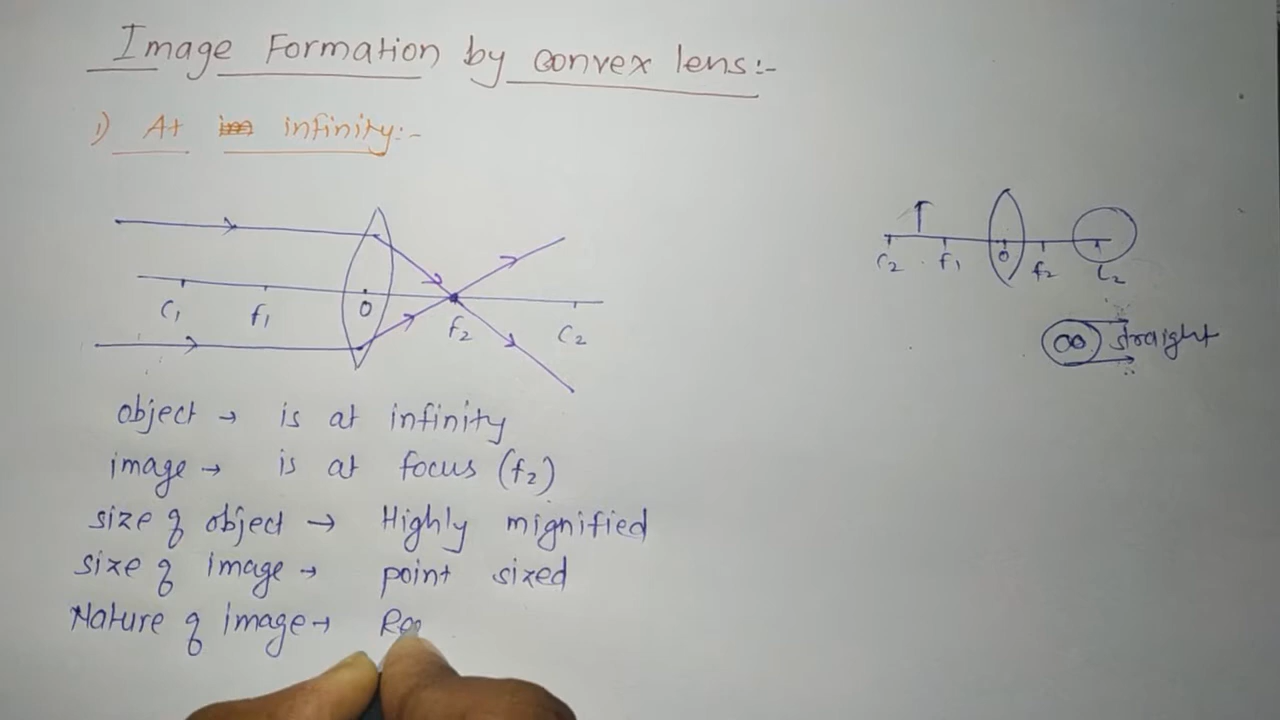 Image Formation by convex lens:-
1) At infinity:-
C1 f1 O f2 C2
C2 f1 O f2 C2
∞ straight
object → is at infinity
image → is at focus (f2)
size of object → Highly mignified
size of image → point sized
Nature of image → Rea